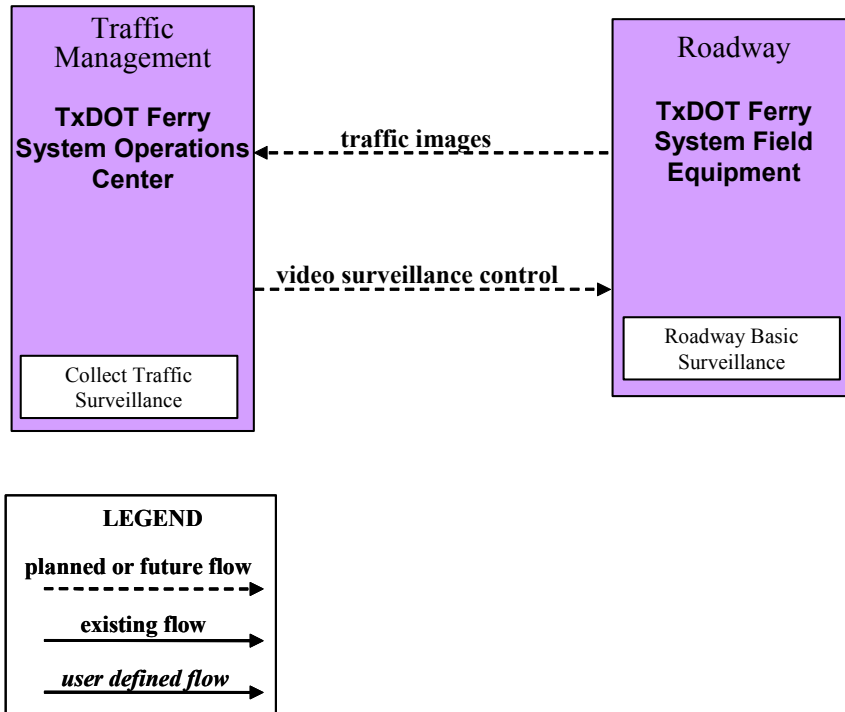 Traffic
Management
TxDOT Ferry
System Operations
Center
Collect Traffic
Surveillance
traffic images
video surveillance control
Roadway
TxDOT Ferry
System Field
Equipment
Roadway Basic
Surveillance
LEGEND
planned or future flow
existing flow
user defined flow